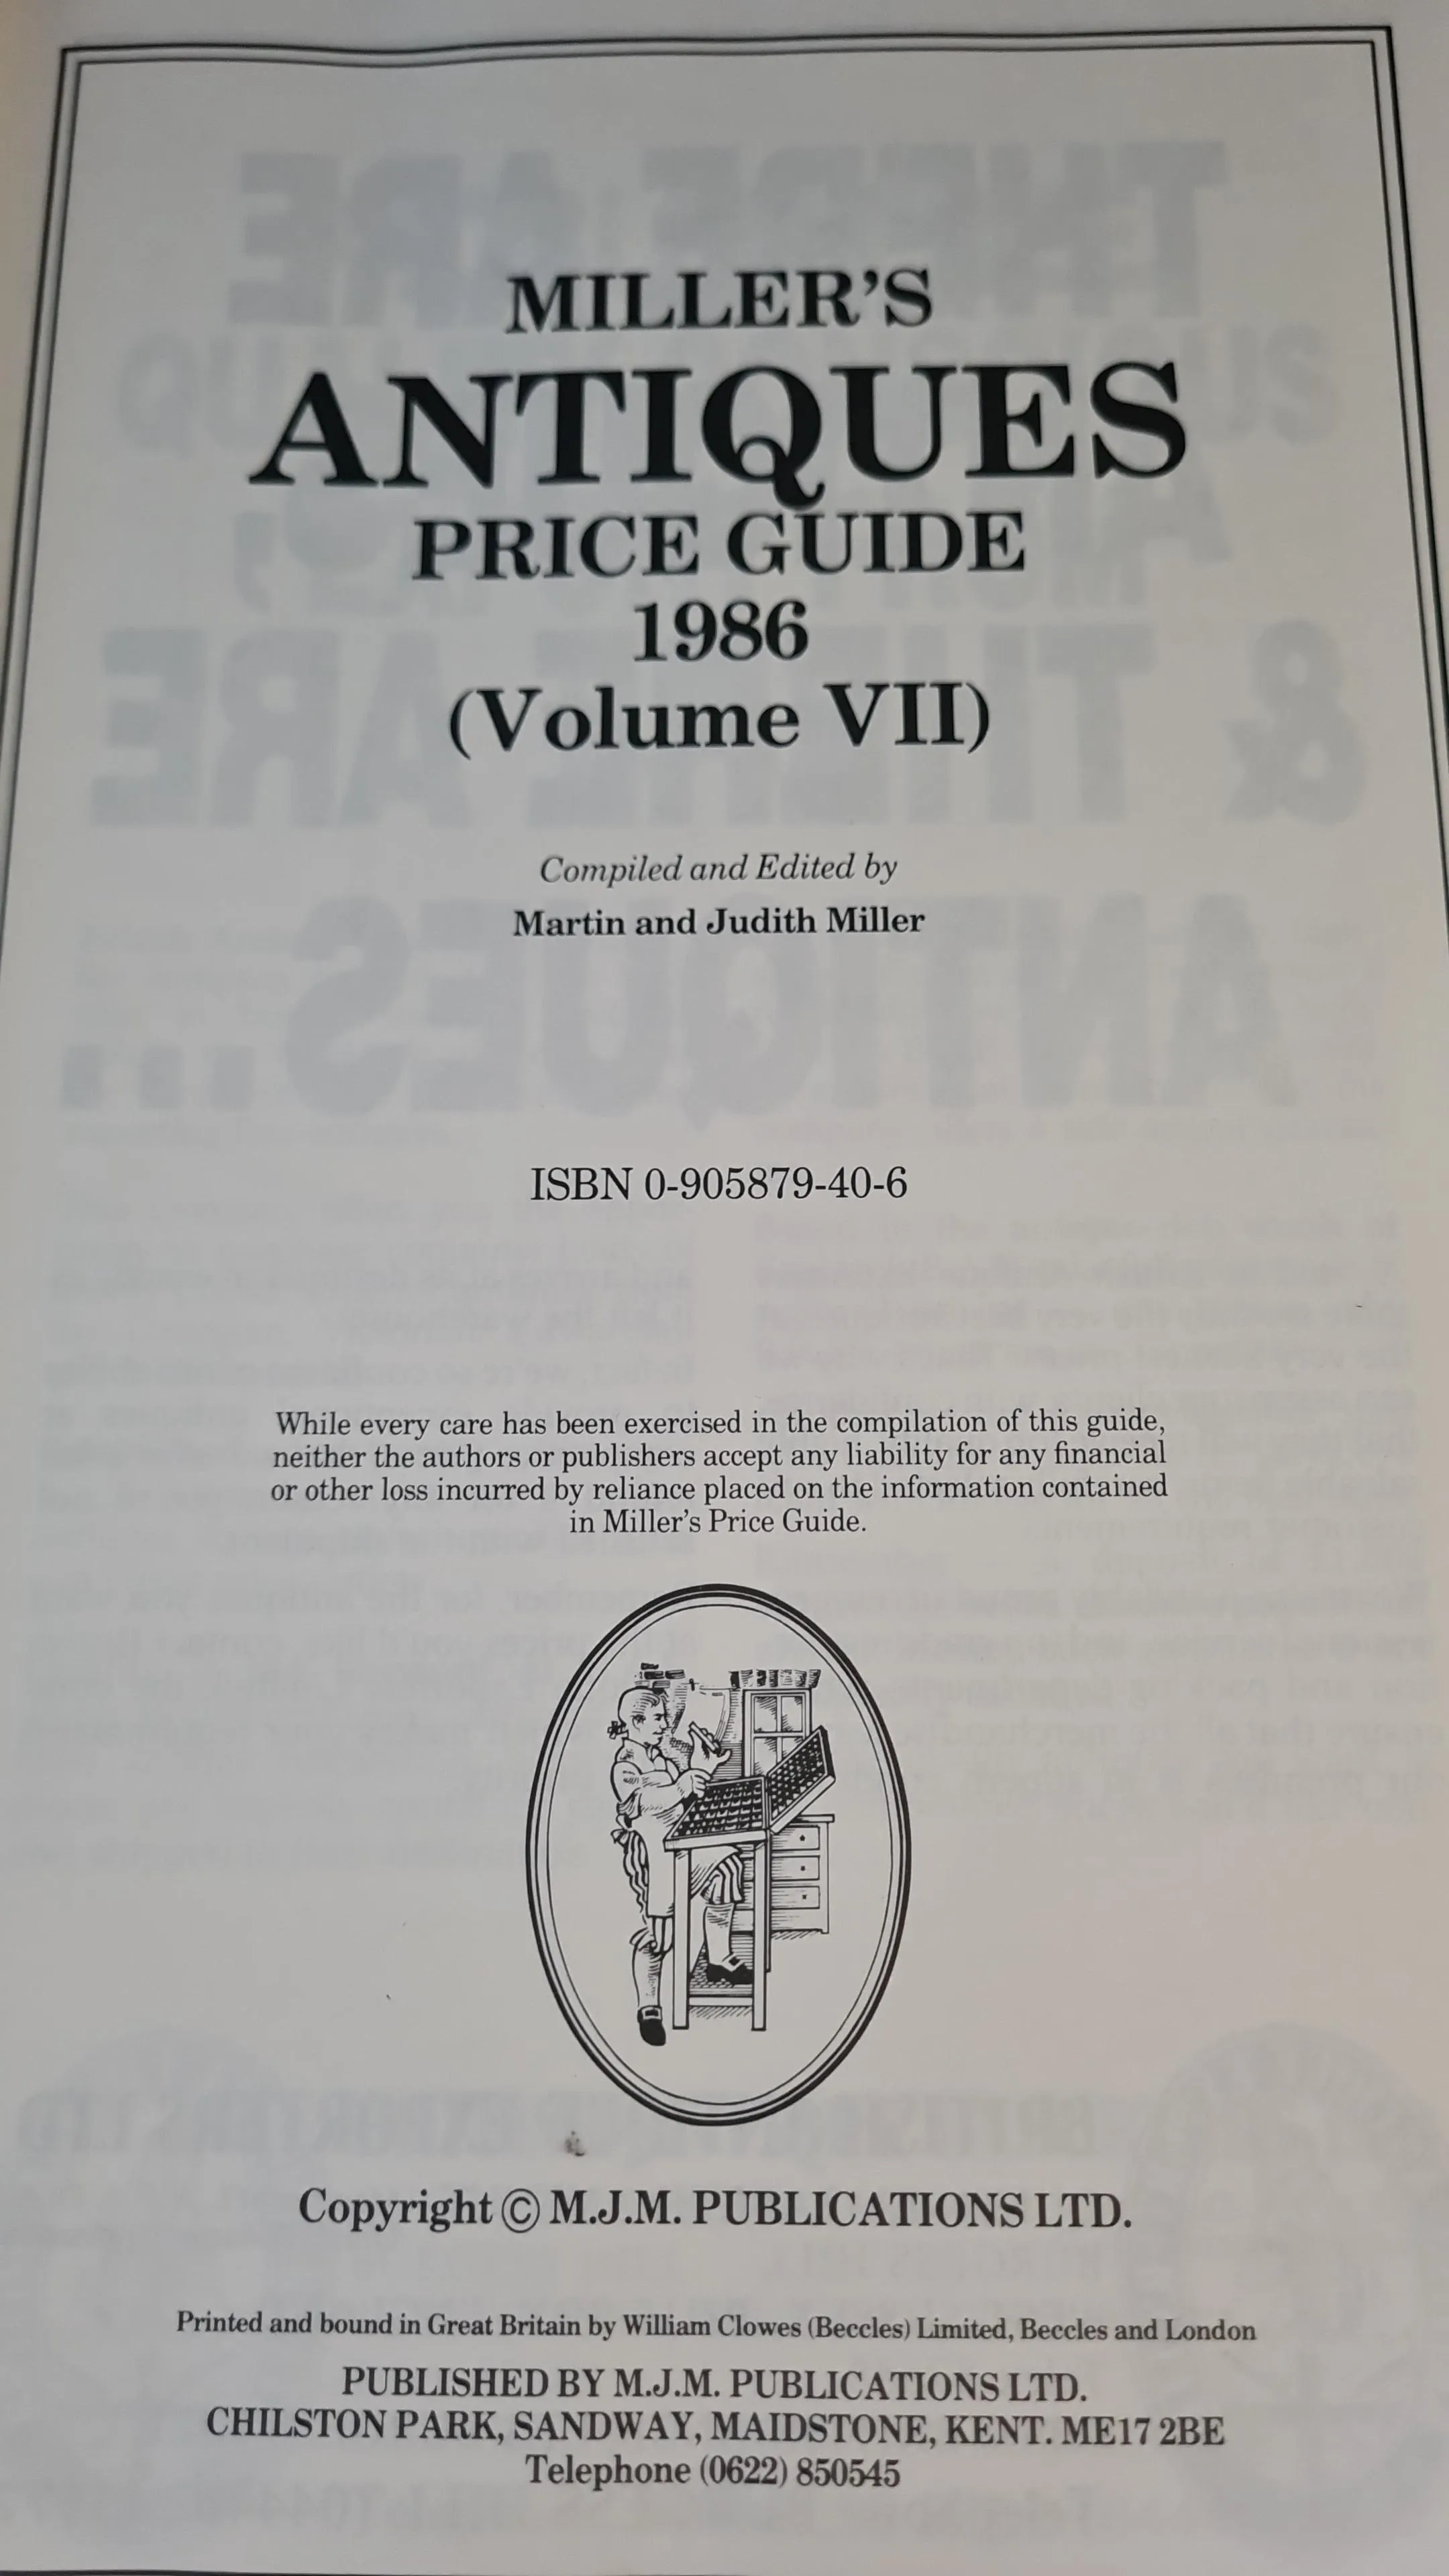 MILLER'S
ANTIQUES
PRICE GUIDE
1986
(Volume VII)
Compiled and Edited by
Martin and Judith Miller
ISBN 0-905879-40-6
While every care has been exercised in the compilation of this guide,
neither the authors or publishers accept any liability for any financial
or other loss incurred by reliance placed on the information contained
in Miller's Price Guide.
Copyright © M.J.M. PUBLICATIONS LTD.
Printed and bound in Great Britain by William Clowes (Beccles) Limited, Beccles and London
PUBLISHED BY M.J.M. PUBLICATIONS LTD.
CHILSTON PARK, SANDWAY, MAIDSTONE, KENT. ME17 2BE
Telephone (0622) 850545